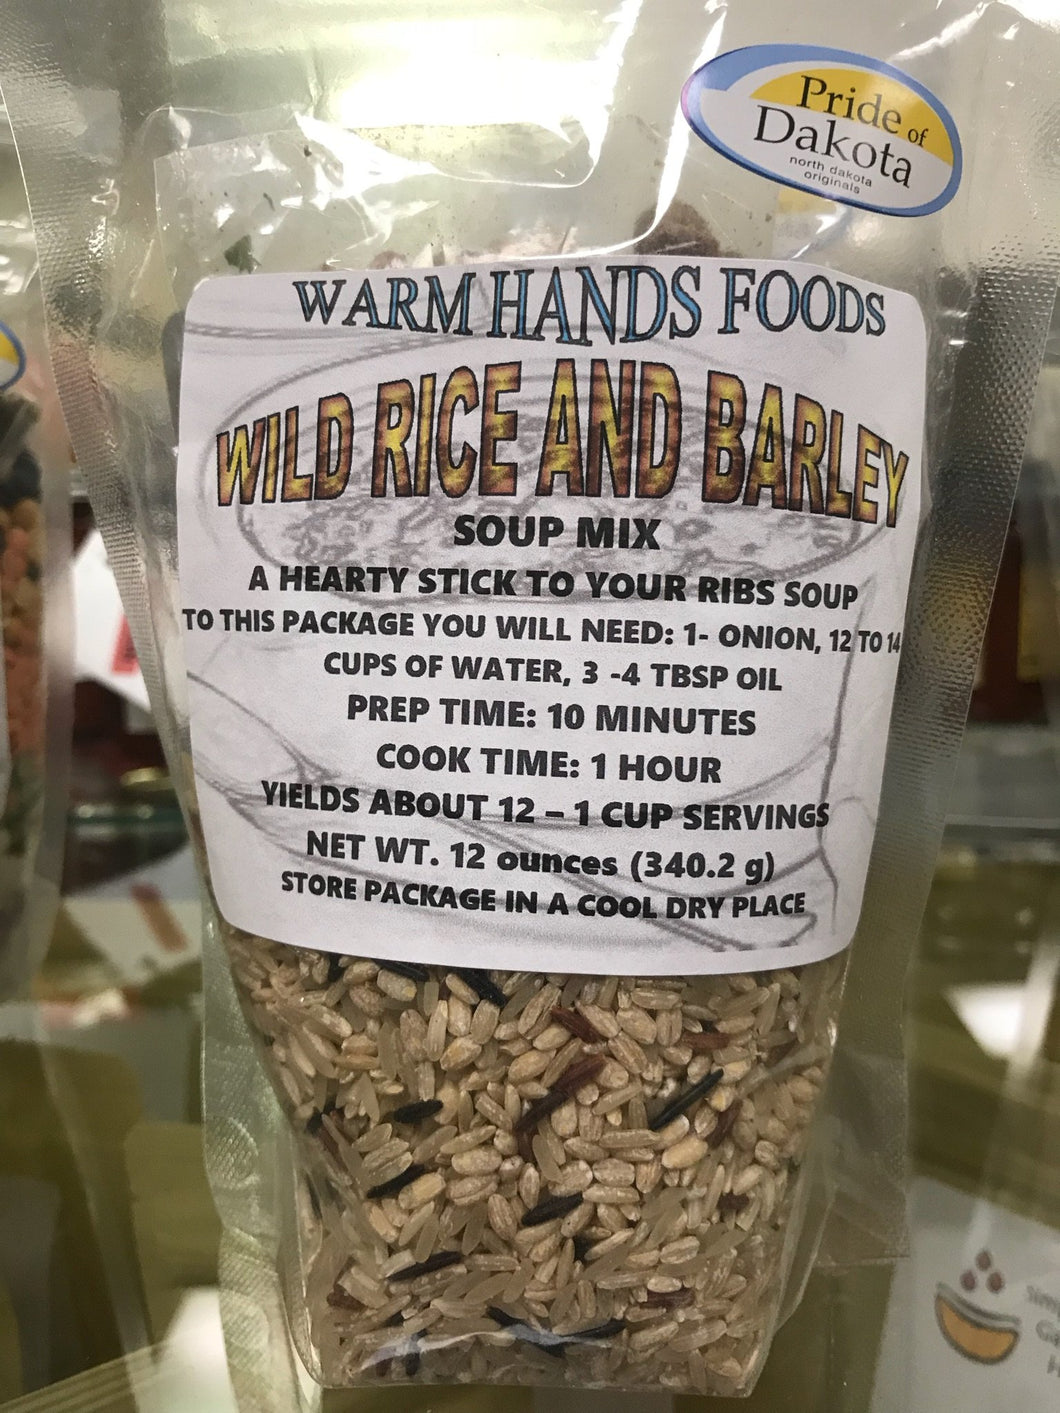 Pride of
Dakota
north dakota
originals
WARM HANDS FOODS
WILD RICE AND BARLEY
SOUP MIX
A HEARTY STICK TO YOUR RIBS SOUP
TO THIS PACKAGE YOU WILL NEED: 1- ONION, 12 TO 14
CUPS OF WATER, 3 -4 TBSP OIL
PREP TIME: 10 MINUTES
COOK TIME: 1 HOUR
YIELDS ABOUT 12 – 1 CUP SERVINGS
NET WT. 12 ounces (340.2 g)
STORE PACKAGE IN A COOL DRY PLACE